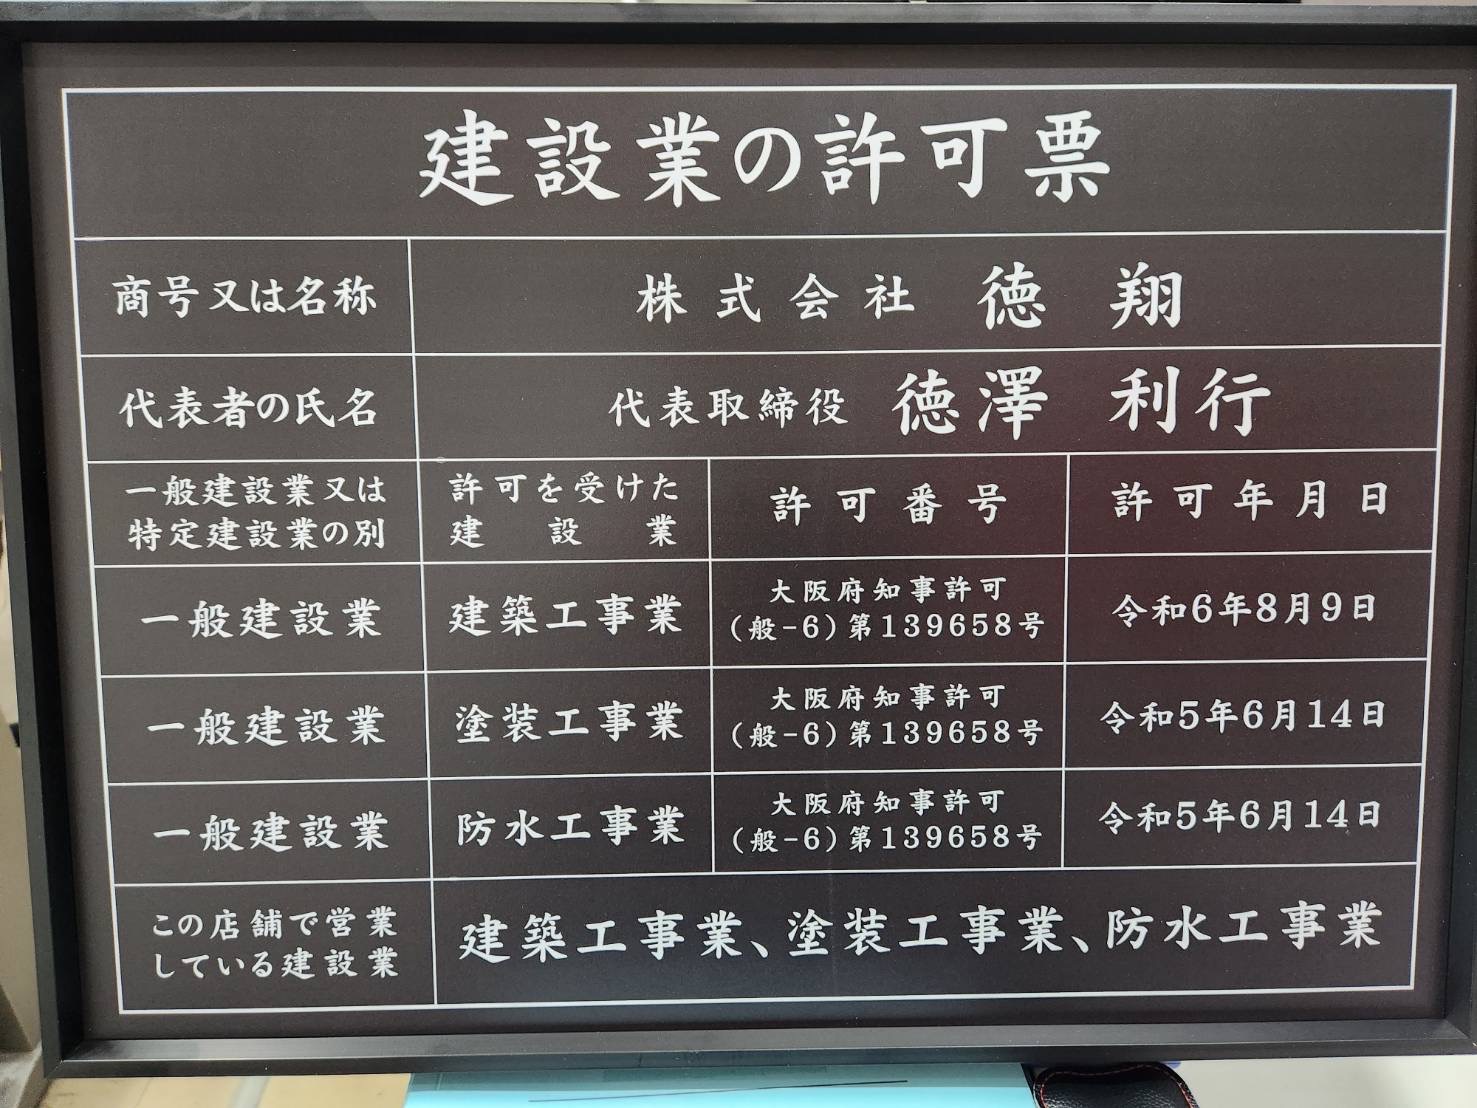 建設業の許可票
商号又は名称
株式会社 徳 翔
代表者の氏名
代表取締役 徳澤 利行
一般建設業又は
特定建設業の別
許可を受けた
建設業
許可番号
許可年月日
一般建設業
建築工事業
大阪府知事許可
(般-6)第139658号
令和6年8月9日
一般建設業
塗装工事業
大阪府知事許可
(般-6)第139658号
令和5年6月14日
一般建設業
防水工事業
大阪府知事許可
(般-6)第139658号
令和5年6月14日
この店舗で営業
している建設業
建築工事業、塗装工事業、防水工事業